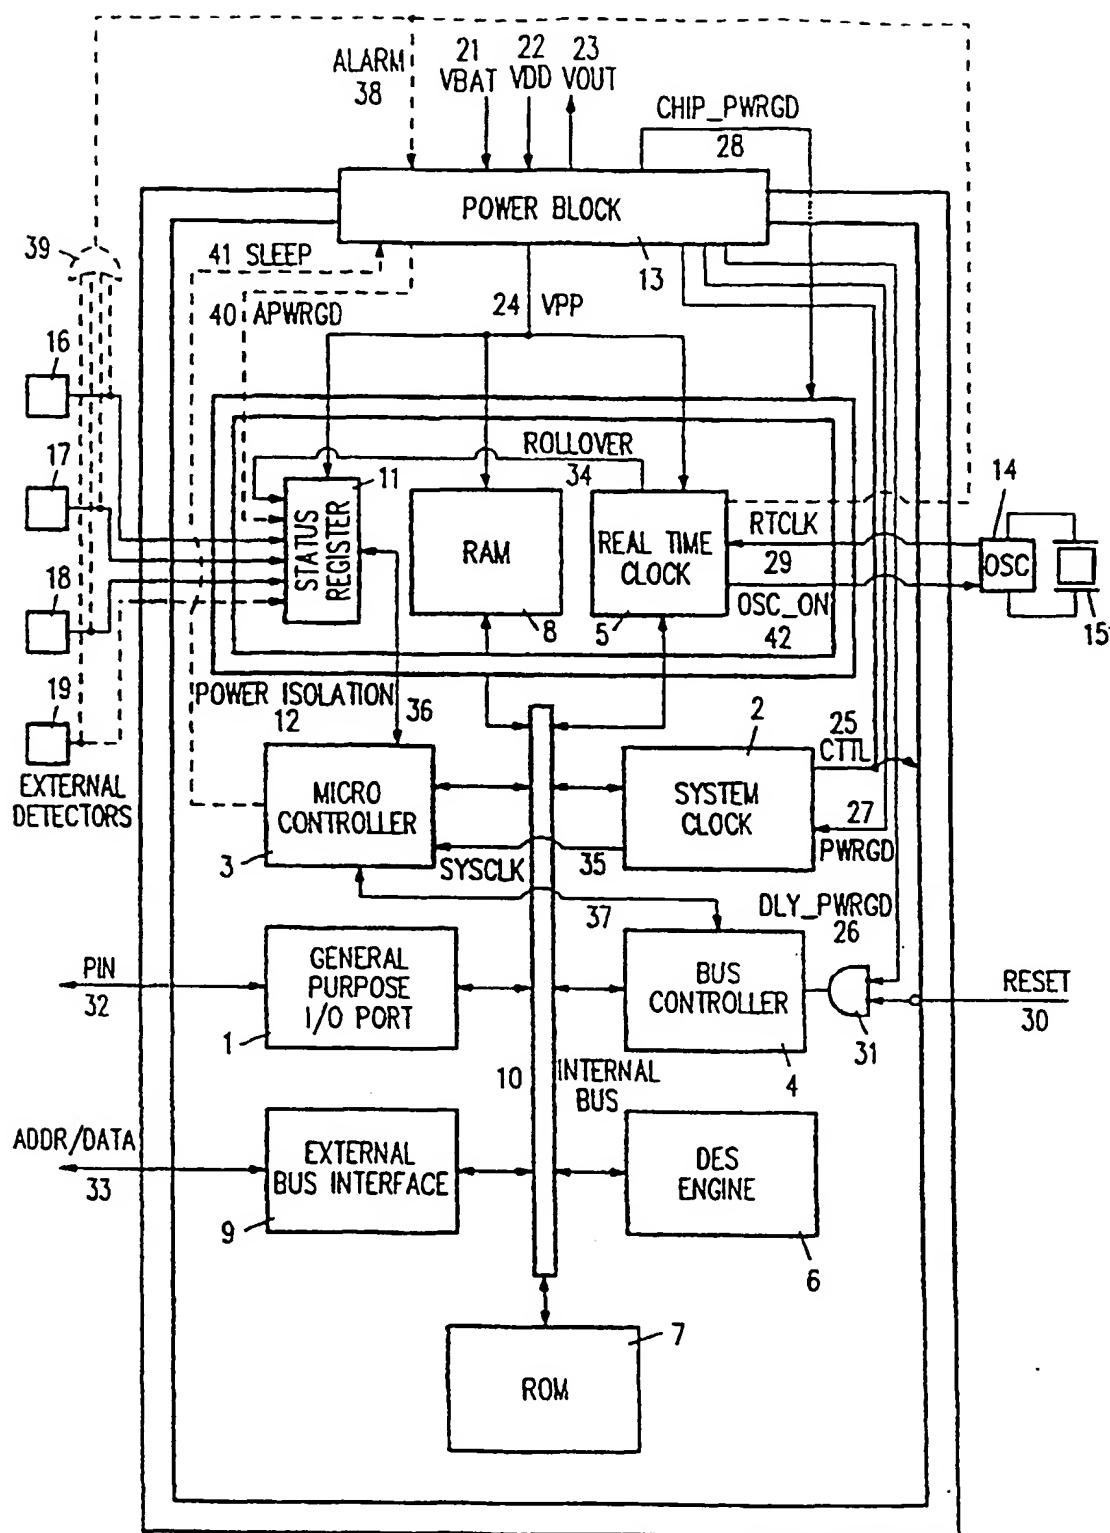 ALARM
38
21
VBAT
22
VDD
23
VOUT
CHIP_PWRGD
28
POWER BLOCK
13
39
41 SLEEP
40 APWRGD
24 VPP
16
17
18
19
EXTERNAL
DETECTORS
ROLLOVER
34
11
STATUS
REGISTER
RAM
8
REAL TIME
CLOCK
5
RTCLK
29
OSC_ON
42
14
OSC
15
POWER ISOLATION
12
36
MICRO
CONTROLLER
3
SYSCLK
35
2
SYSTEM
CLOCK
25
CTTL
27
PWRGD
37
DLY_PWRGD
26
PIN
32
GENERAL
PURPOSE
I/O PORT
1
BUS
CONTROLLER
4
31
RESET
30
10
INTERNAL
BUS
ADDR/DATA
33
EXTERNAL
BUS INTERFACE
9
DES
ENGINE
6
7
ROM